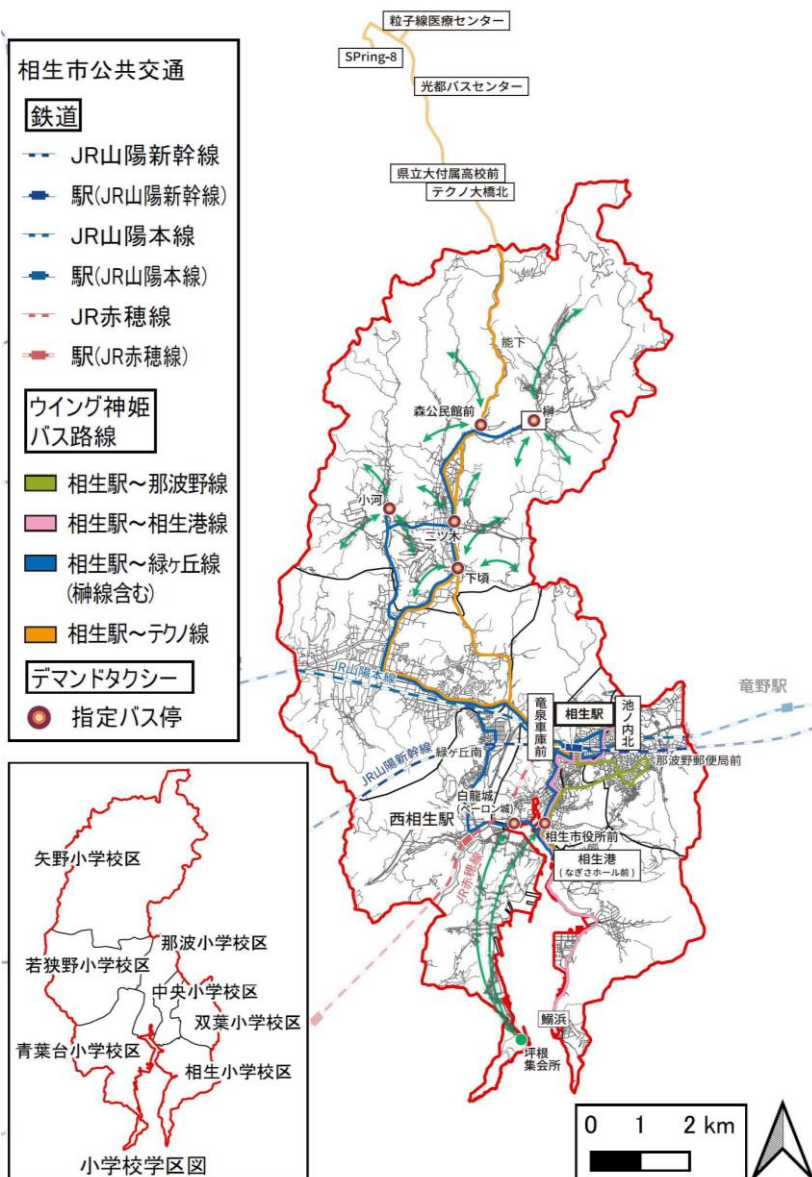 相生市公共交通
鉄道
JR山陽新幹線
駅(JR山陽新幹線)
JR山陽本線
駅(JR山陽本線)
JR赤穂線
駅(JR赤穂線)
ウイング神姫
バス路線
相生駅～那波野線
相生駅～相生港線
相生駅～緑ヶ丘線
(榊線含む)
相生駅～テクノ線
デマンドタクシー
指定バス停
粒子線医療センター
SPring-8
光都バスセンター
県立大付属高校前
テクノ大橋北
能下
森公民館前
榊
小河
二ツ木
下頃
JR山陽本線
竜泉車庫前
相生駅
池ノ内北
竜野駅
JR山陽新幹線
緑ヶ丘南
那波野郵便局前
白龍城
(ペーロン城)
西相生駅
相生市役所前
JR赤穂線
相生港
(なぎさホール前)
鰯浜
坪根
集会所
矢野小学校区
那波小学校区
若狭野小学校区
中央小学校区
双葉小学校区
青葉台小学校区
相生小学校区
小学校学区図
0 1 2 km